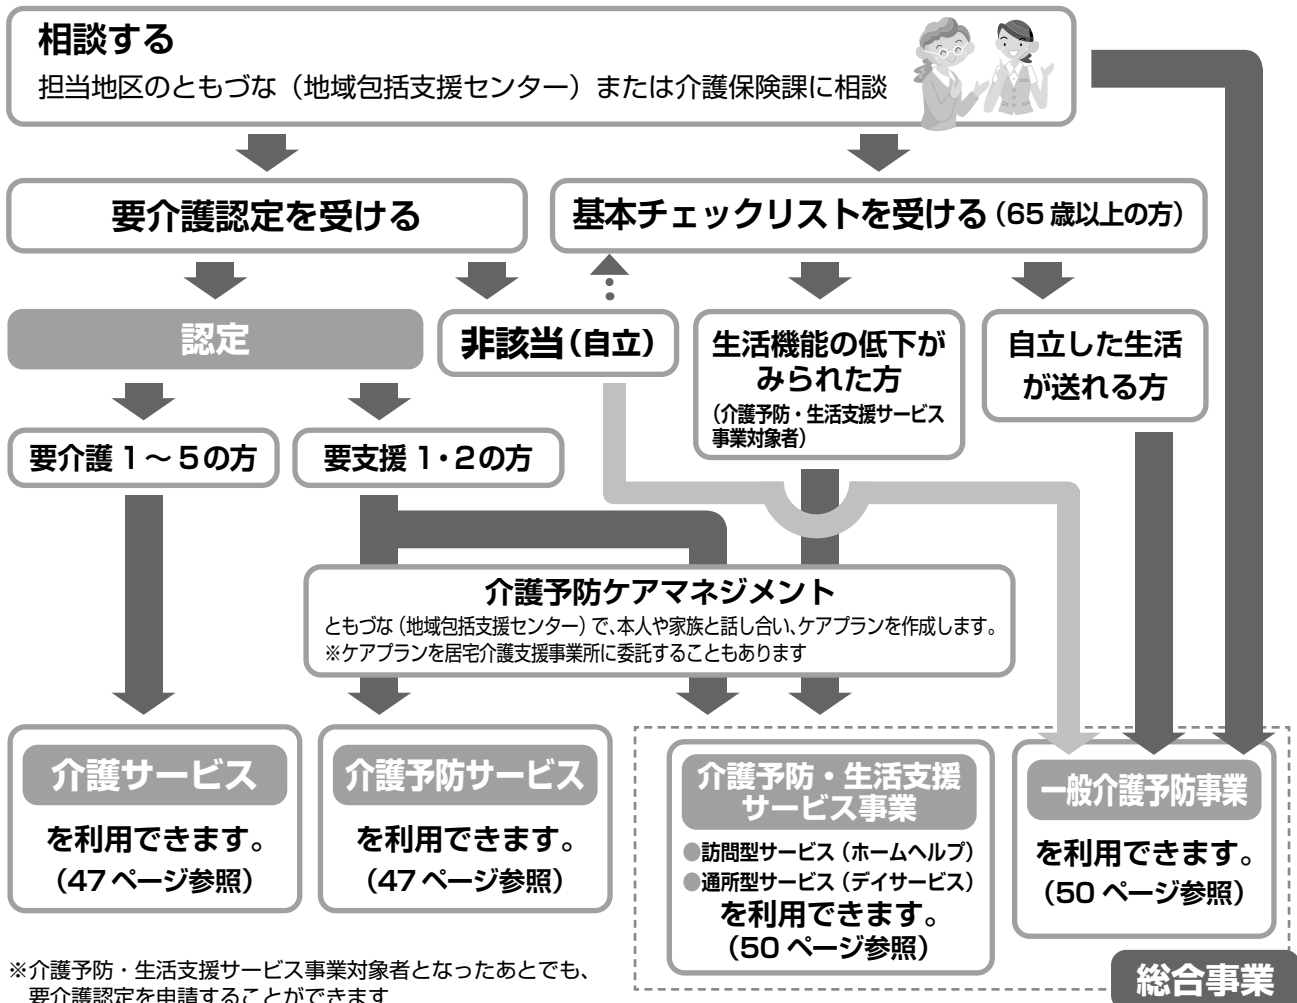 相談する
担当地区のともづな（地域包括支援センター）または介護保険課に相談
要介護認定を受ける
基本チェックリストを受ける（65歳以上の方）
認定
非該当（自立）
生活機能の低下が
みられた方
（介護予防・生活支援サービス
事業対象者）
自立した生活
が送れる方
要介護１～５の方
要支援１・２の方
介護予防ケアマネジメント
ともづな（地域包括支援センター）で、本人や家族と話し合い、ケアプランを作成します。
※ケアプランを居宅介護支援事業所に委託することもあります
介護サービス
を利用できます。
（47ページ参照）
介護予防サービス
を利用できます。
（47ページ参照）
介護予防・生活支援
サービス事業
●訪問型サービス（ホームヘルプ）
●通所型サービス（デイサービス）
を利用できます。
（50ページ参照）
一般介護予防事業
を利用できます。
（50ページ参照）
総合事業
※介護予防・生活支援サービス事業対象者となったあとでも、
要介護認定を申請することができます